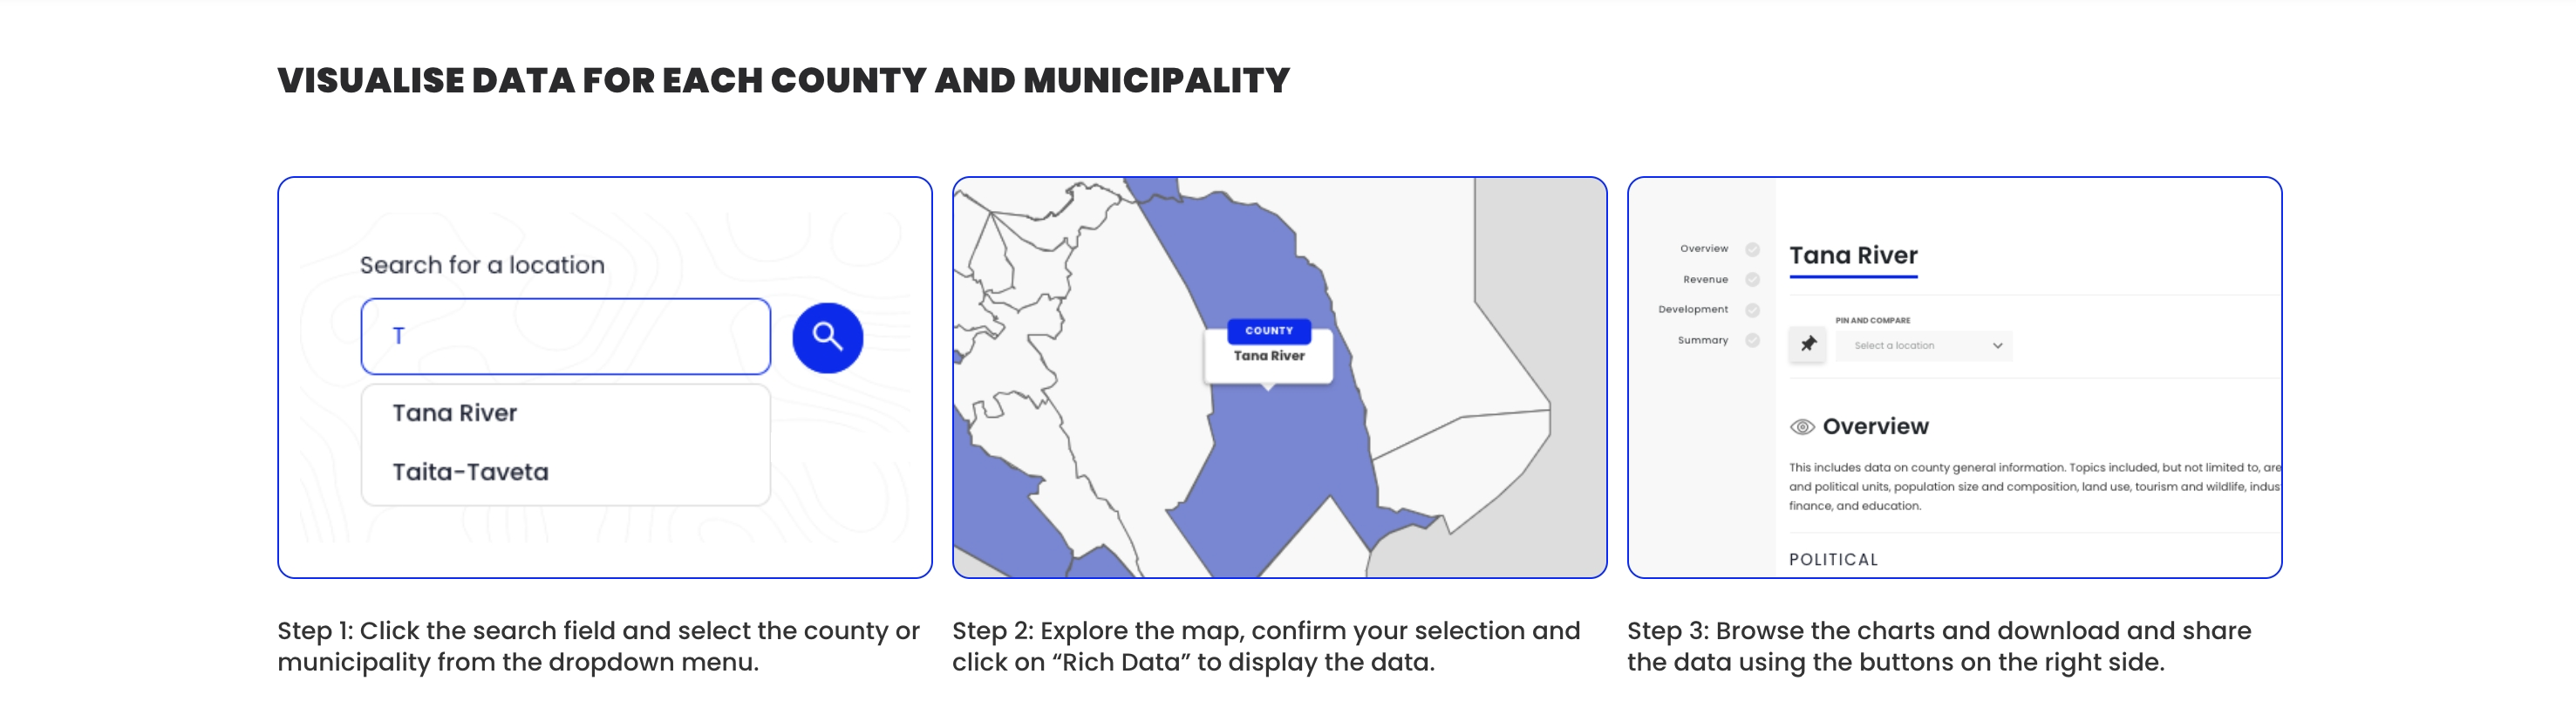 VISUALISE DATA FOR EACH COUNTY AND MUNICIPALITY
Search for a location
T
Tana River
Taita-Taveta
Step 1: Click the search field and select the county or
municipality from the dropdown menu.
COUNTY
Tana River
Step 2: Explore the map, confirm your selection and
click on “Rich Data” to display the data.
Overview
Revenue
Development
Summary
Tana River
PIN AND COMPARE
Select a location
Overview
This includes data on county general information. Topics included, but not limited to, are
and political units, population size and composition, land use, tourism and wildlife, indus
finance, and education.
POLITICAL
Step 3: Browse the charts and download and share
the data using the buttons on the right side.